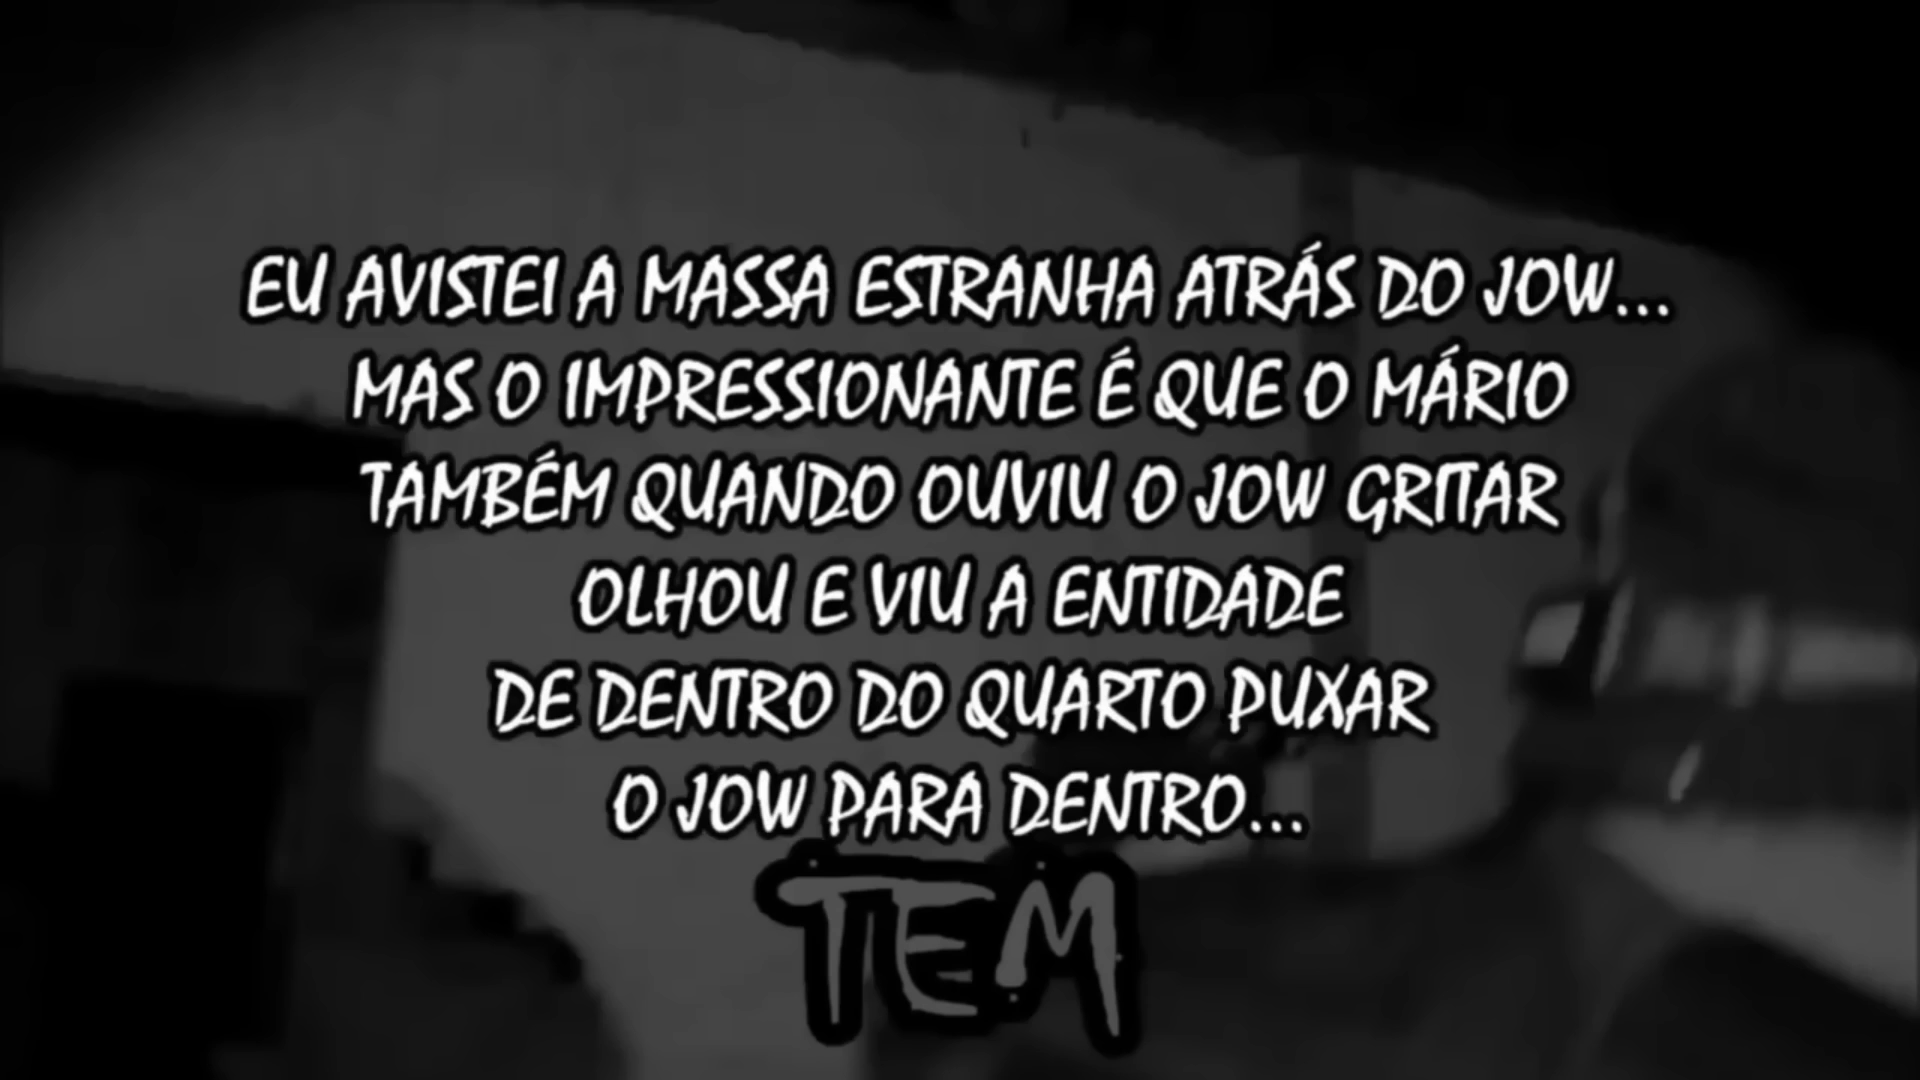 EU AVISTEI A MASSA ESTRANHA ATRÁS DO JOW...
MAS O IMPRESSIONANTE É QUE O MÁRIO
TAMBÉM QUANDO OUVIU O JOW GRITAR
OLHOU E VIU A ENTIDADE
DE DENTRO DO QUARTO PUXAR
O JOW PARA DENTRO...
TEM